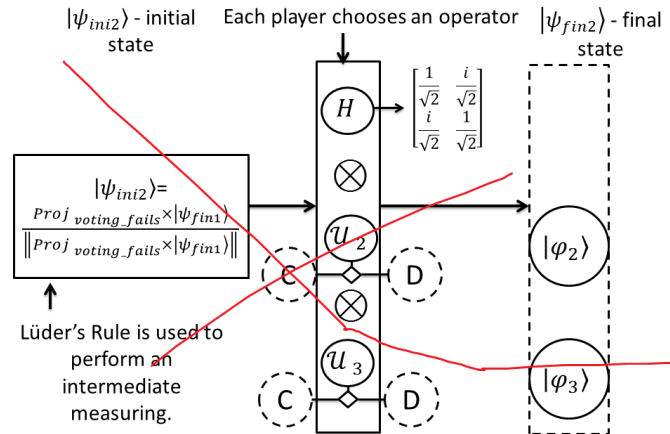 |ψini2⟩ - initial
state
Each player chooses an operator
|ψfin2⟩ - final
state
H
[1/√2 i/√2
i/√2 1/√2]
⊗
|ψini2⟩=
Proj voting_fails×|ψfin1⟩
‖Proj voting_fails×|ψfin1⟩‖
𝒰2
C
D
|φ2⟩
⊗
Lüder's Rule is used to
perform an
intermediate
measuring.
𝒰3
C
D
|φ3⟩